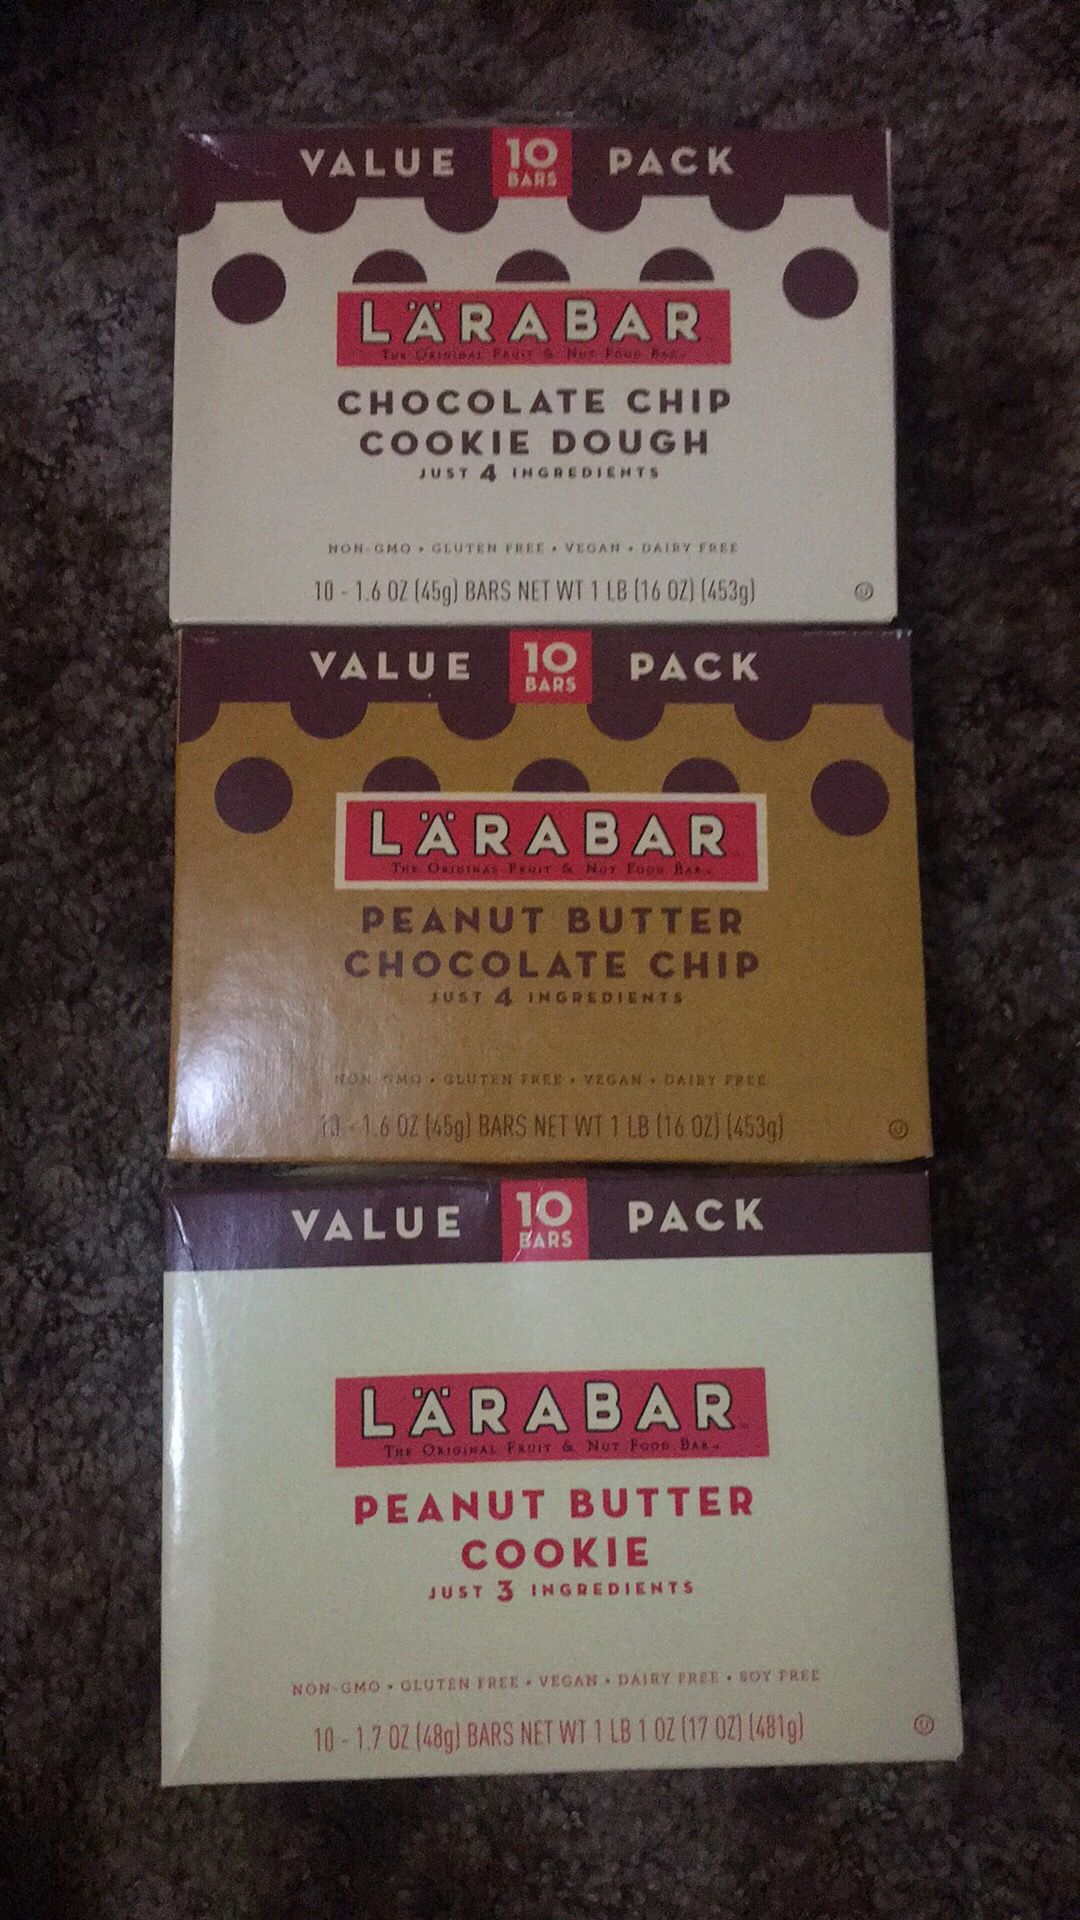 VALUE 10 BARS PACK
LÄRABAR
The Original Fruit & Nut Food Bar™
CHOCOLATE CHIP
COOKIE DOUGH
JUST 4 INGREDIENTS
NON-GMO • GLUTEN FREE • VEGAN • DAIRY FREE
10 - 1.6 OZ (45g) BARS NET WT 1 LB (16 OZ) (453g)
VALUE 10 BARS PACK
LÄRABAR
The Original Fruit & Nut Food Bar™
PEANUT BUTTER
CHOCOLATE CHIP
JUST 4 INGREDIENTS
NON-GMO • GLUTEN FREE • VEGAN • DAIRY FREE
10 - 1.6 OZ (45g) BARS NET WT 1 LB (16 OZ) (453g)
VALUE 10 BARS PACK
LÄRABAR™
The Original Fruit & Nut Food Bar™
PEANUT BUTTER
COOKIE
JUST 3 INGREDIENTS
NON-GMO • GLUTEN FREE • VEGAN • DAIRY FREE • SOY FREE
10 - 1.7 OZ (48g) BARS NET WT 1 LB 1 OZ (17 OZ) (481g)